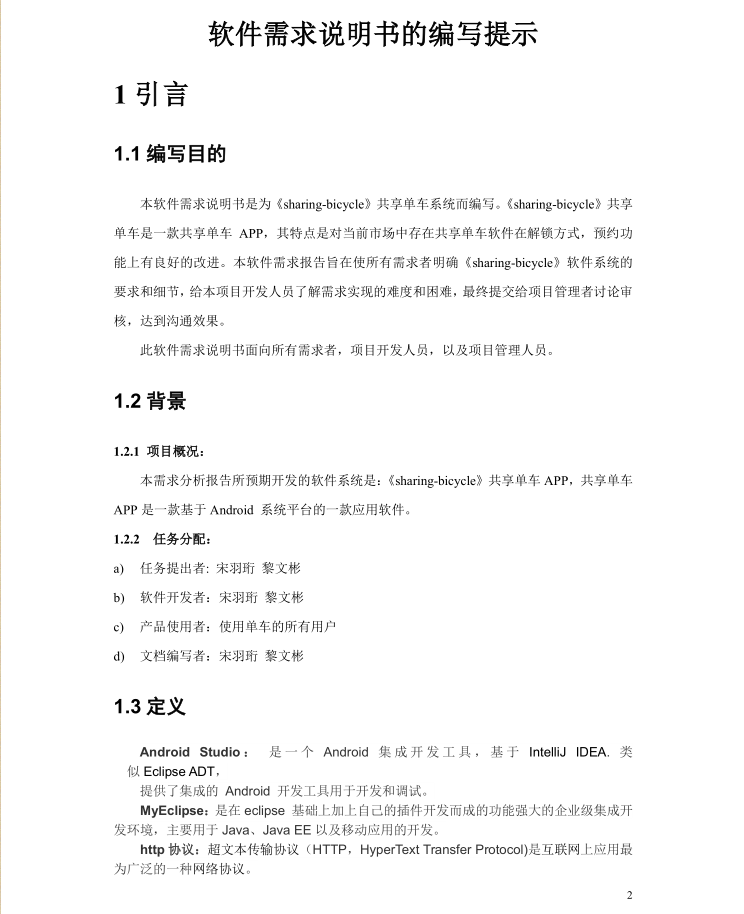 软件需求说明书的编写提示
1 引言
1.1 编写目的
本软件需求说明书是为《sharing-bicycle》共享单车系统而编写。《sharing-bicycle》共享
单车是一款共享单车 APP，其特点是对当前市场中存在共享单车软件在解锁方式，预约功
能上有良好的改进。本软件需求报告旨在使所有需求者明确《sharing-bicycle》软件系统的
要求和细节，给本项目开发人员了解需求实现的难度和困难，最终提交给项目管理者讨论审
核，达到沟通效果。
此软件需求说明书面向所有需求者，项目开发人员，以及项目管理人员。
1.2 背景
1.2.1 项目概况：
本需求分析报告所预期开发的软件系统是：《sharing-bicycle》共享单车 APP，共享单车
APP 是一款基于 Android 系统平台的一款应用软件。
1.2.2 任务分配：
a) 任务提出者: 宋羽珩 黎文彬
b) 软件开发者：宋羽珩 黎文彬
c) 产品使用者：使用单车的所有用户
d) 文档编写者：宋羽珩 黎文彬
1.3 定义
Android Studio： 是一个 Android 集成开发工具，基于 IntelliJ IDEA. 类
似 Eclipse ADT，
提供了集成的 Android 开发工具用于开发和调试。
MyEclipse：是在 eclipse 基础上加上自己的插件开发而成的功能强大的企业级集成开
发环境，主要用于 Java、Java EE 以及移动应用的开发。
http 协议：超文本传输协议（HTTP，HyperText Transfer Protocol)是互联网上应用最
为广泛的一种网络协议。
2